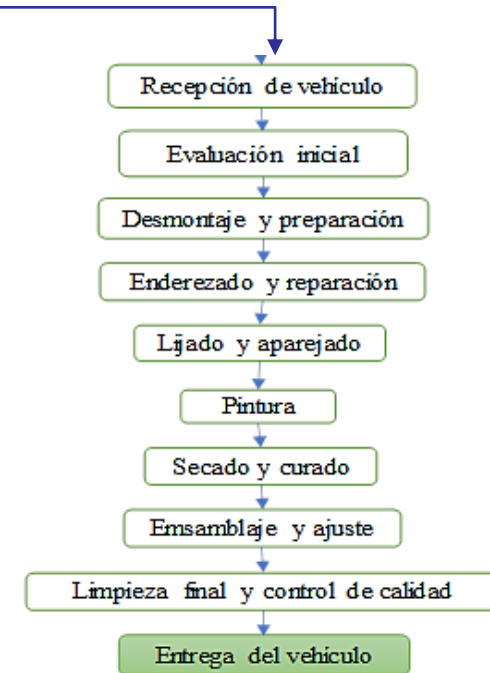 Recepción de vehículo
Evaluación inicial
Desmontaje y preparación
Enderezado y reparación
Lijado y aparejado
Pintura
Secado y curado
Emsamblaje y ajuste
Limpieza final y control de calidad
Entrega del vehículo